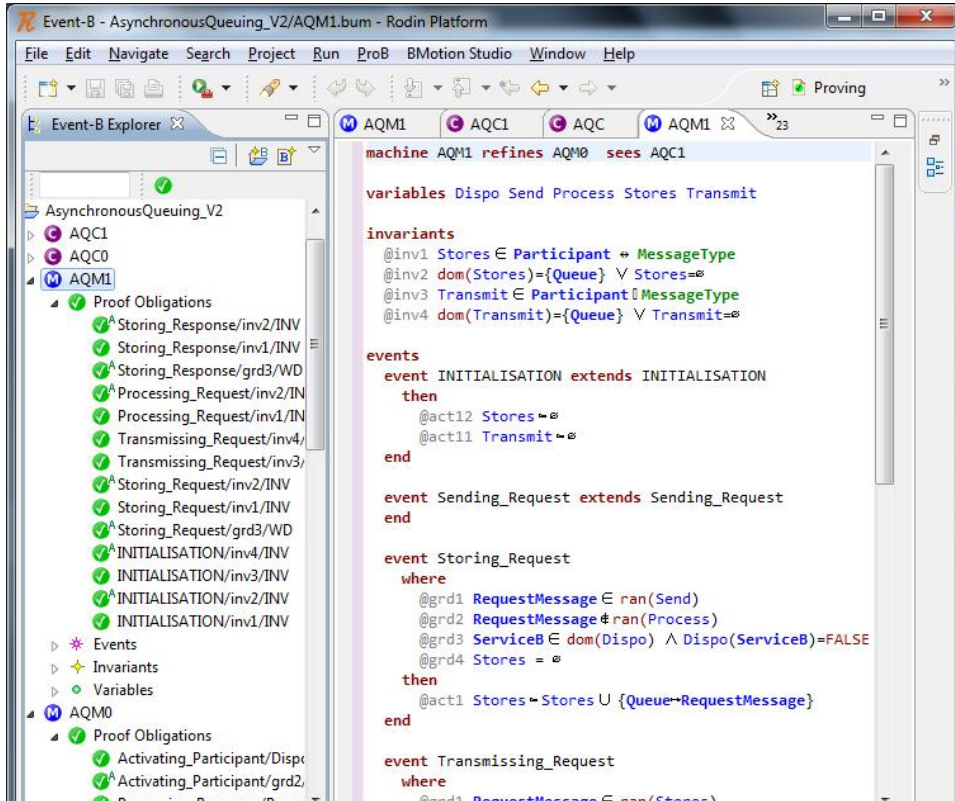 Event-B - AsynchronousQueuing_V2/AQM1.bum - Rodin Platform
File Edit Navigate Search Project Run ProB BMotion Studio Window Help
Proving
Event-B Explorer
AsynchronousQueuing_V2
AQC1
AQC0
AQM1
Proof Obligations
Storing_Response/inv2/INV
Storing_Response/inv1/INV
Storing_Response/grd3/WD
Processing_Request/inv2/IN
Processing_Request/inv1/IN
Transmissing_Request/inv4/
Transmissing_Request/inv3/
Storing_Request/inv2/INV
Storing_Request/inv1/INV
Storing_Request/grd3/WD
INITIALISATION/inv4/INV
INITIALISATION/inv3/INV
INITIALISATION/inv2/INV
INITIALISATION/inv1/INV
Events
Invariants
Variables
AQM0
Proof Obligations
Activating_Participant/Dispo
Activating_Participant/grd2/
AQM1 AQC1 AQC AQM1 »23
machine AQM1 refines AQM0 sees AQC1
variables Dispo Send Process Stores Transmit
invariants
@inv1 Stores ∈ Participant ↔ MessageType
@inv2 dom(Stores)={Queue} ∨ Stores=∅
@inv3 Transmit ∈ Participant MessageType
@inv4 dom(Transmit)={Queue} ∨ Transmit=∅
events
event INITIALISATION extends INITIALISATION
then
@act12 Stores ≔ ∅
@act11 Transmit ≔ ∅
end
event Sending_Request extends Sending_Request
end
event Storing_Request
where
@grd1 RequestMessage ∈ ran(Send)
@grd2 RequestMessage ∉ ran(Process)
@grd3 ServiceB ∈ dom(Dispo) ∧ Dispo(ServiceB)=FALSE
@grd4 Stores = ∅
then
@act1 Stores ≔ Stores ∪ {Queue↦RequestMessage}
end
event Transmissing_Request
where
@grd1 RequestMessage ∈ ran(Stores)